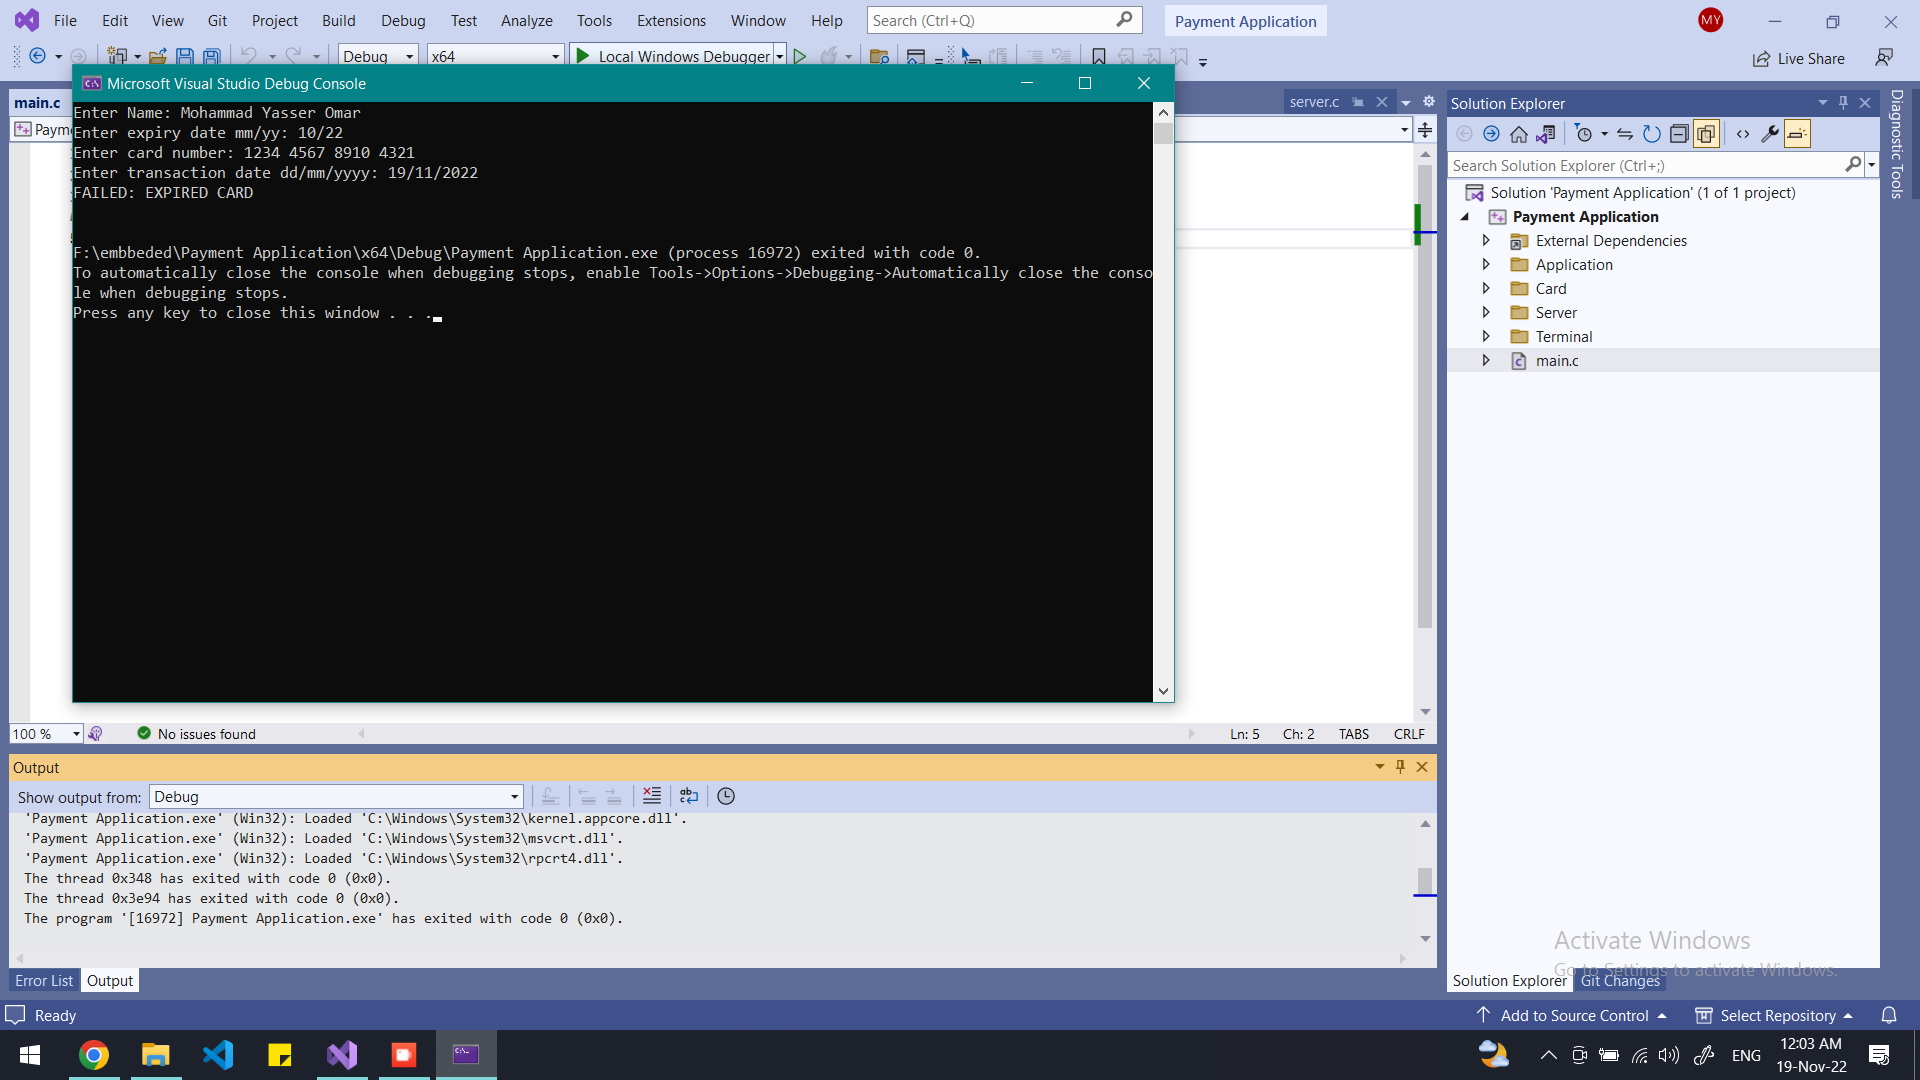 File Edit View Git Project Build Debug Test Analyze Tools Extensions Window Help Search (Ctrl+Q) Payment Application MY
Debug x64 Local Windows Debugger Live Share
Microsoft Visual Studio Debug Console
main.c server.c Solution Explorer
Enter Name: Mohammad Yasser Omar
Enter expiry date mm/yy: 10/22
Enter card number: 1234 4567 8910 4321
Enter transaction date dd/mm/yyyy: 19/11/2022
FAILED: EXPIRED CARD
F:\embbeded\Payment Application\x64\Debug\Payment Application.exe (process 16972) exited with code 0.
To automatically close the console when debugging stops, enable Tools->Options->Debugging->Automatically close the conso
le when debugging stops.
Press any key to close this window . . .
Search Solution Explorer (Ctrl+;)
Solution 'Payment Application' (1 of 1 project)
Payment Application
External Dependencies
Application
Card
Server
Terminal
main.c
Diagnostic Tools
100 % No issues found Ln: 5 Ch: 2 TABS CRLF
Output
Show output from: Debug
'Payment Application.exe' (Win32): Loaded 'C:\Windows\System32\kernel.appcore.dll'.
'Payment Application.exe' (Win32): Loaded 'C:\Windows\System32\msvcrt.dll'.
'Payment Application.exe' (Win32): Loaded 'C:\Windows\System32\rpcrt4.dll'.
The thread 0x348 has exited with code 0 (0x0).
The thread 0x3e94 has exited with code 0 (0x0).
The program '[16972] Payment Application.exe' has exited with code 0 (0x0).
Activate Windows
Go to Settings to activate Windows.
Error List Output Solution Explorer Git Changes
Ready Add to Source Control Select Repository
ENG 12:03 AM
19-Nov-22